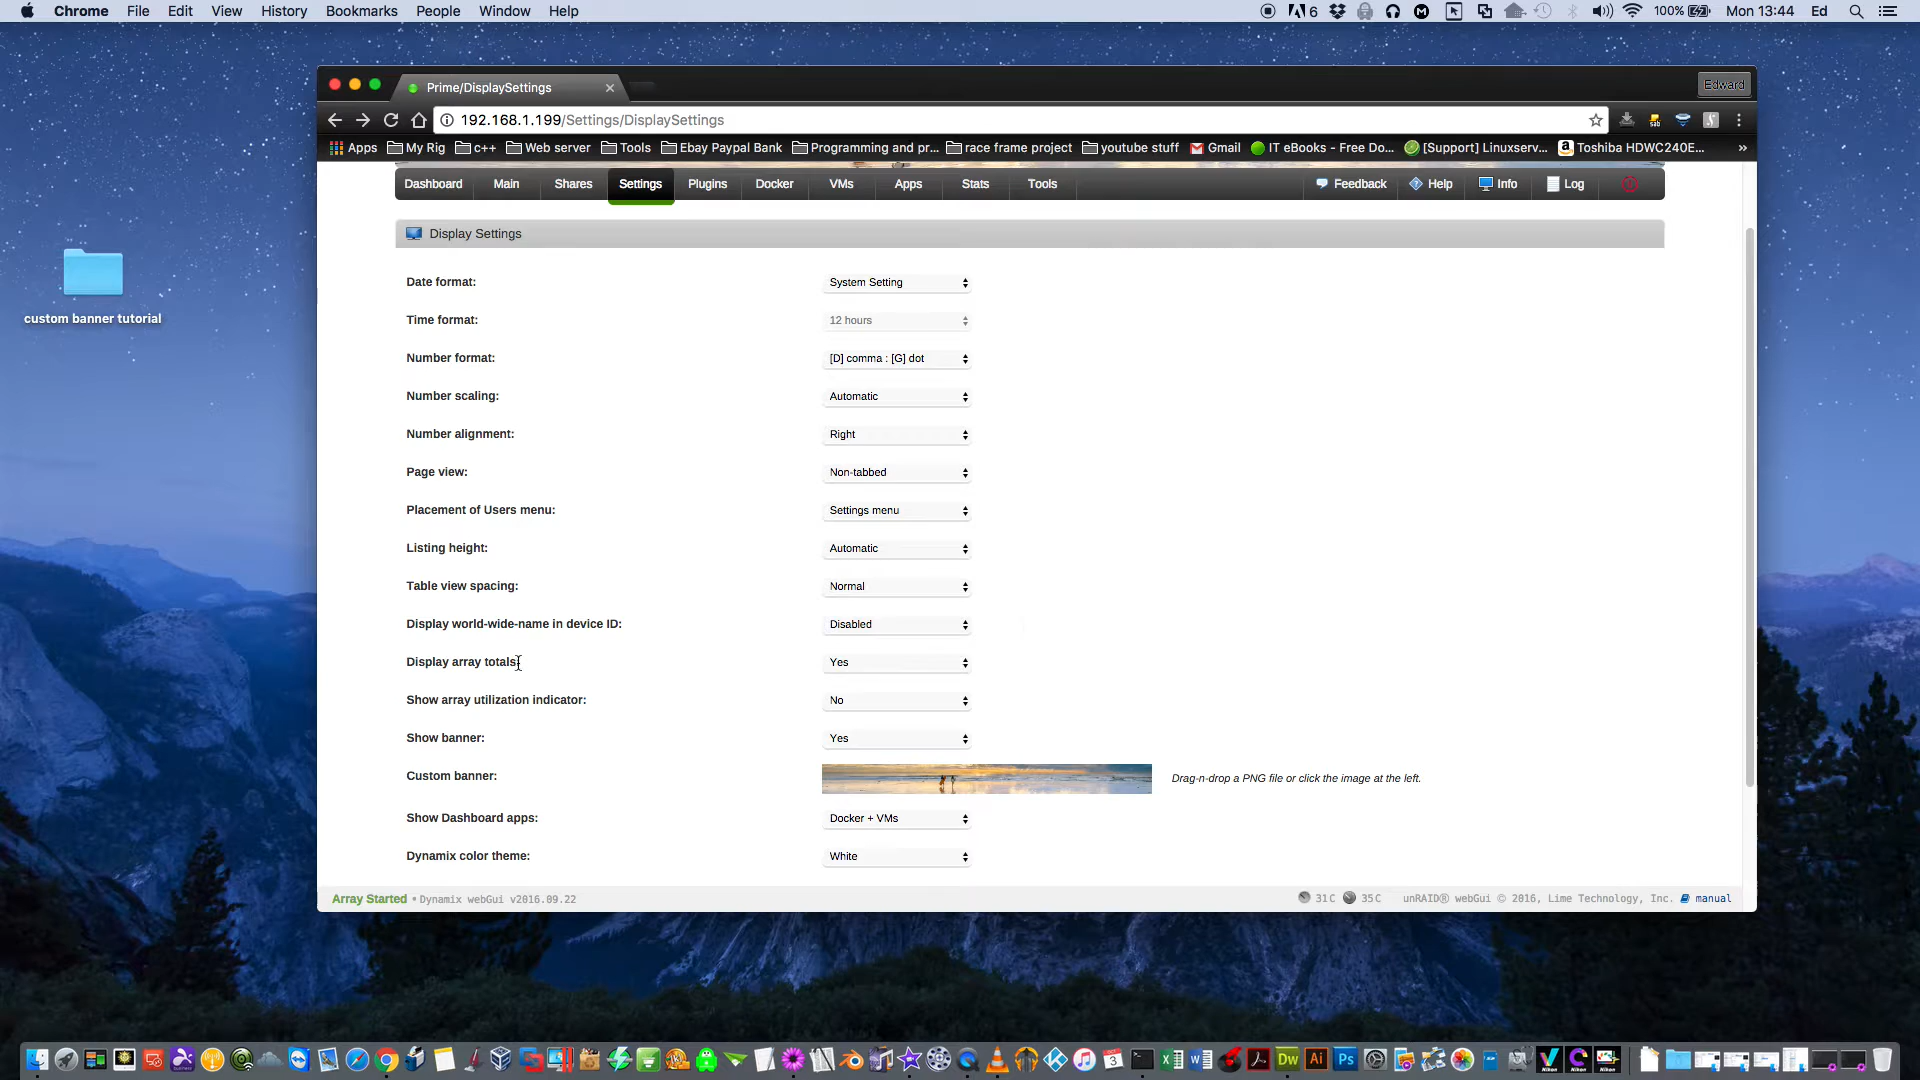 Chrome File Edit View History Bookmarks People Window Help 6 100% Mon 13:44 Ed
Prime/DisplaySettings Edward
192.168.1.199/Settings/DisplaySettings
Apps My Rig c++ Web server Tools Ebay Paypal Bank Programming and pr... race frame project youtube stuff Gmail IT eBooks - Free Do... [Support] Linuxserv... Toshiba HDWC240E... »
Dashboard Main Shares Settings Plugins Docker VMs Apps Stats Tools Feedback Help Info Log
Display Settings
Date format: System Setting
custom banner tutorial
Time format: 12 hours
Number format: [D] comma : [G] dot
Number scaling: Automatic
Number alignment: Right
Page view: Non-tabbed
Placement of Users menu: Settings menu
Listing height: Automatic
Table view spacing: Normal
Display world-wide-name in device ID: Disabled
Display array totals: Yes
Show array utilization indicator: No
Show banner: Yes
Custom banner: Drag-n-drop a PNG file or click the image at the left.
Show Dashboard apps: Docker + VMs
Dynamix color theme: White
Array Started • Dynamix webGui v2016.09.22 31C 35C unRAID® webGui © 2016, Lime Technology, Inc. manual